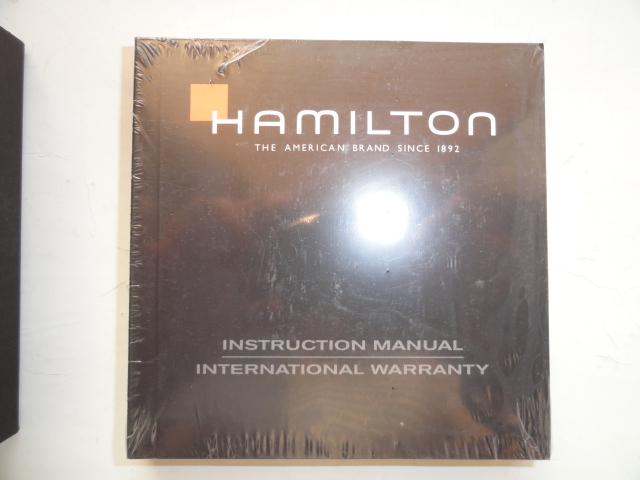 HAMILTON
THE AMERICAN BRAND SINCE 1892
INSTRUCTION MANUAL
INTERNATIONAL WARRANTY